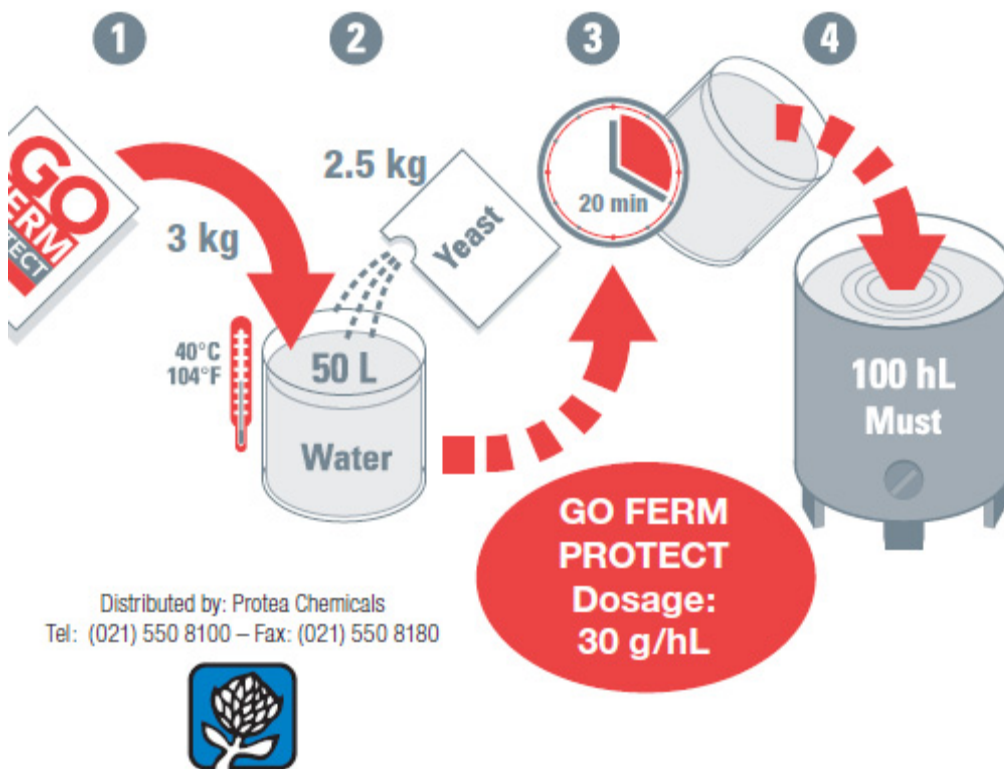 1
2
3
4
GO
FERM
PROTECT
3 kg
2.5 kg
Yeast
40°C
104°F
50 L
Water
20 min
100 hL
Must
GO FERM
PROTECT
Dosage:
30 g/hL
Distributed by: Protea Chemicals
Tel: (021) 550 8100 – Fax: (021) 550 8180